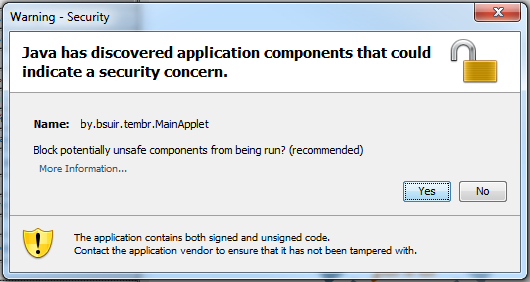 Warning - Security
Java has discovered application components that could
indicate a security concern.
Name: by.bsuir.tembr.MainApplet
Block potentially unsafe components from being run? (recommended)
More Information...
Yes No
The application contains both signed and unsigned code.
Contact the application vendor to ensure that it has not been tampered with.